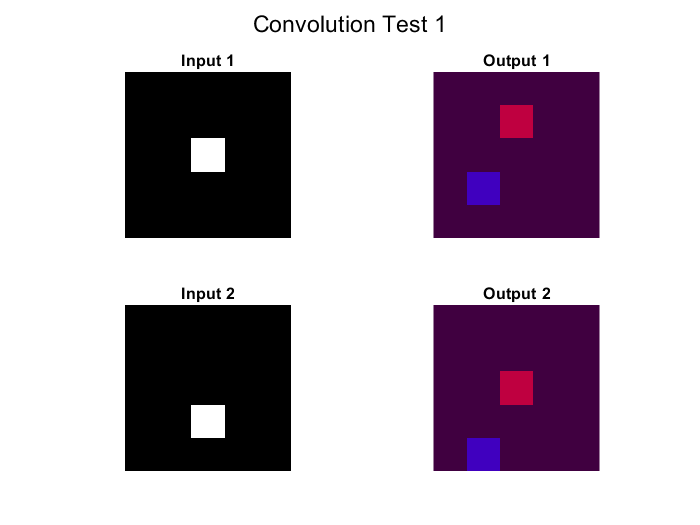 Convolution Test 1
Input 1
Output 1
Input 2
Output 2